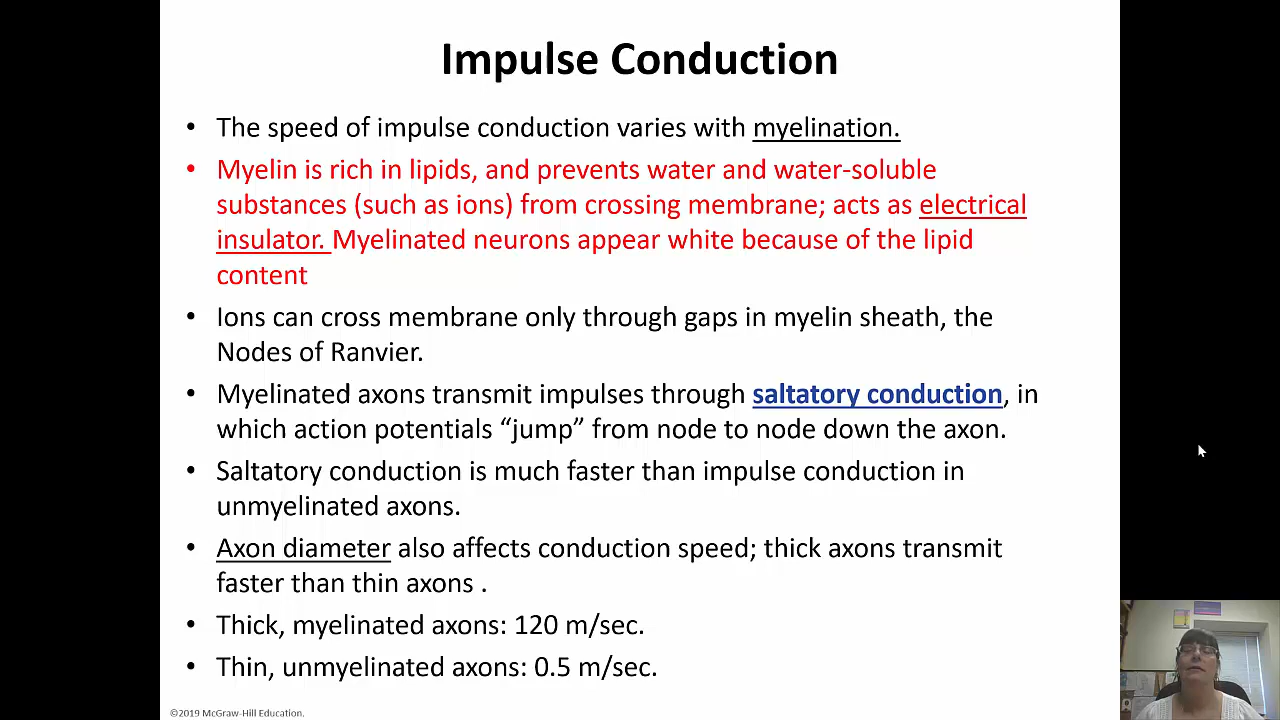 Impulse Conduction
• The speed of impulse conduction varies with myelination.
• Myelin is rich in lipids, and prevents water and water-soluble
substances (such as ions) from crossing membrane; acts as electrical
insulator. Myelinated neurons appear white because of the lipid
content
• Ions can cross membrane only through gaps in myelin sheath, the
Nodes of Ranvier.
• Myelinated axons transmit impulses through saltatory conduction, in
which action potentials “jump” from node to node down the axon.
• Saltatory conduction is much faster than impulse conduction in
unmyelinated axons.
• Axon diameter also affects conduction speed; thick axons transmit
faster than thin axons .
• Thick, myelinated axons: 120 m/sec.
• Thin, unmyelinated axons: 0.5 m/sec.
©2019 McGraw-Hill Education.